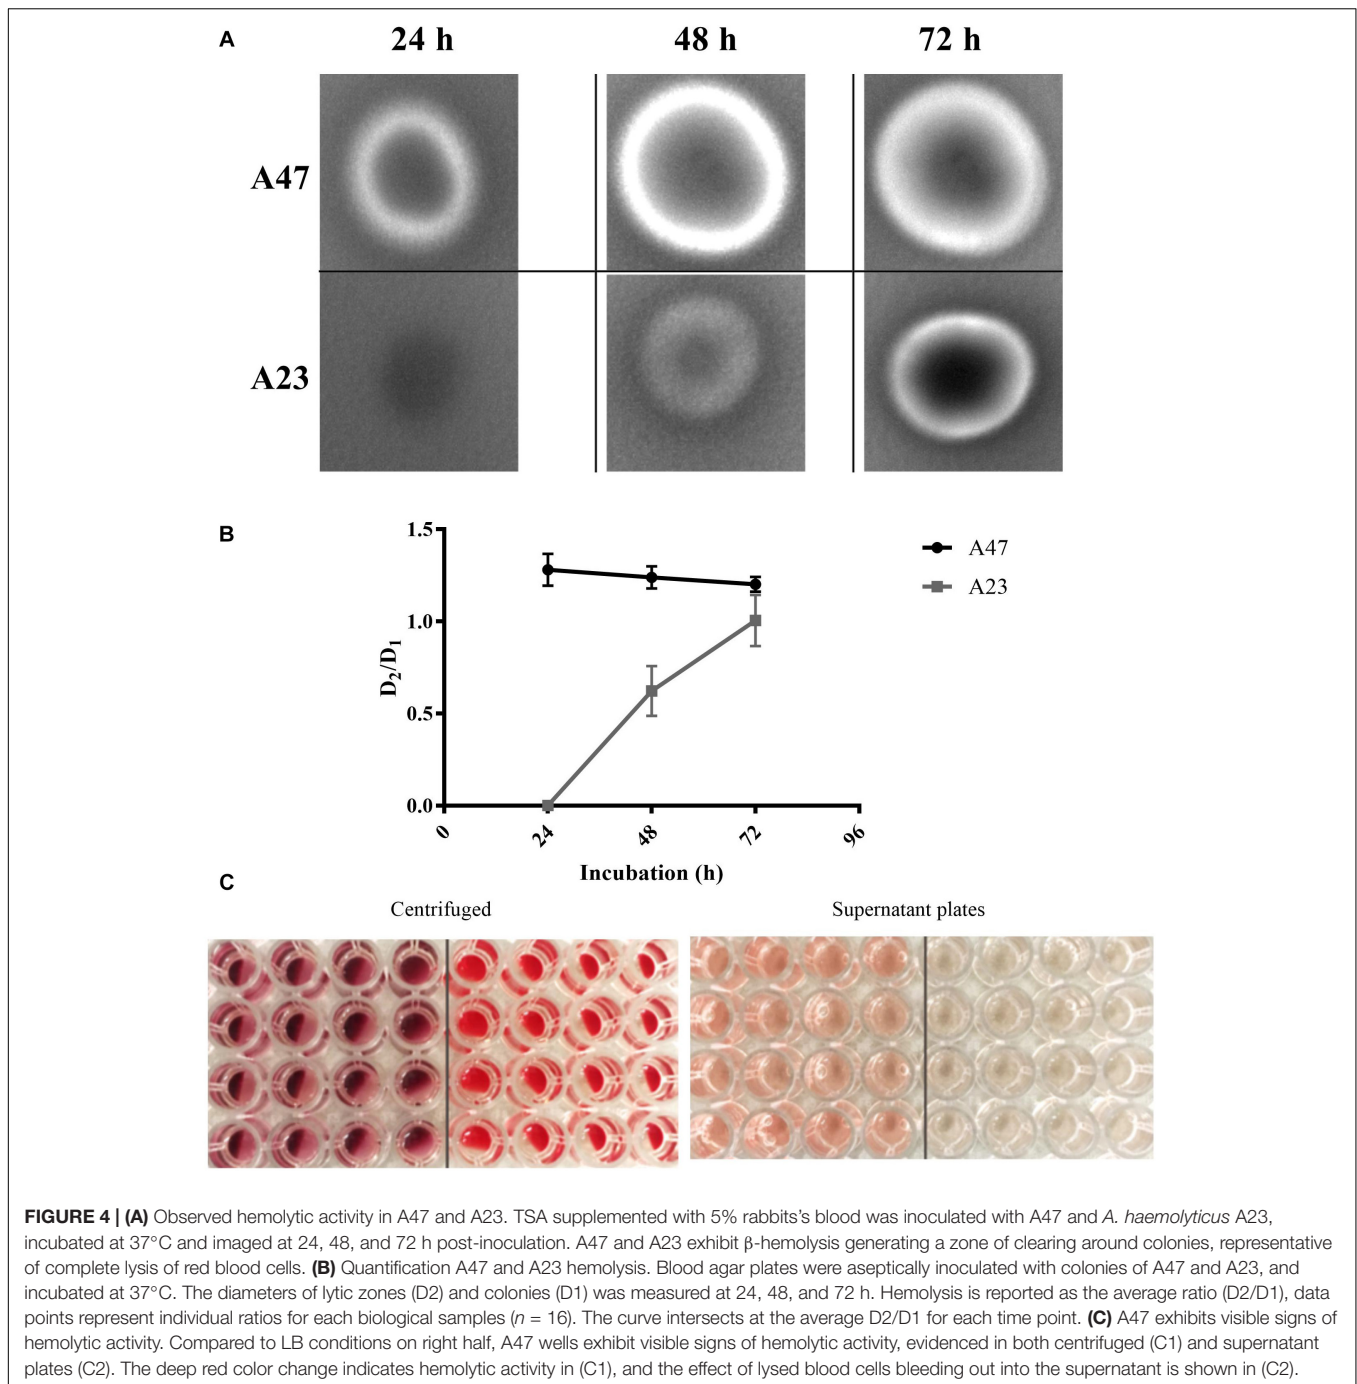 A
24 h
48 h
72 h
A47
A23
B
1.5
1.0
0.5
0.0
D2/D1
0
24
48
72
96
Incubation (h)
A47
A23
C
Centrifuged
Supernatant plates
FIGURE 4 | (A) Observed hemolytic activity in A47 and A23. TSA supplemented with 5% rabbits's blood was inoculated with A47 and A. haemolyticus A23,
incubated at 37°C and imaged at 24, 48, and 72 h post-inoculation. A47 and A23 exhibit β-hemolysis generating a zone of clearing around colonies, representative
of complete lysis of red blood cells. (B) Quantification A47 and A23 hemolysis. Blood agar plates were aseptically inoculated with colonies of A47 and A23, and
incubated at 37°C. The diameters of lytic zones (D2) and colonies (D1) was measured at 24, 48, and 72 h. Hemolysis is reported as the average ratio (D2/D1), data
points represent individual ratios for each biological samples (n = 16). The curve intersects at the average D2/D1 for each time point. (C) A47 exhibits visible signs of
hemolytic activity. Compared to LB conditions on right half, A47 wells exhibit visible signs of hemolytic activity, evidenced in both centrifuged (C1) and supernatant
plates (C2). The deep red color change indicates hemolytic activity in (C1), and the effect of lysed blood cells bleeding out into the supernatant is shown in (C2).